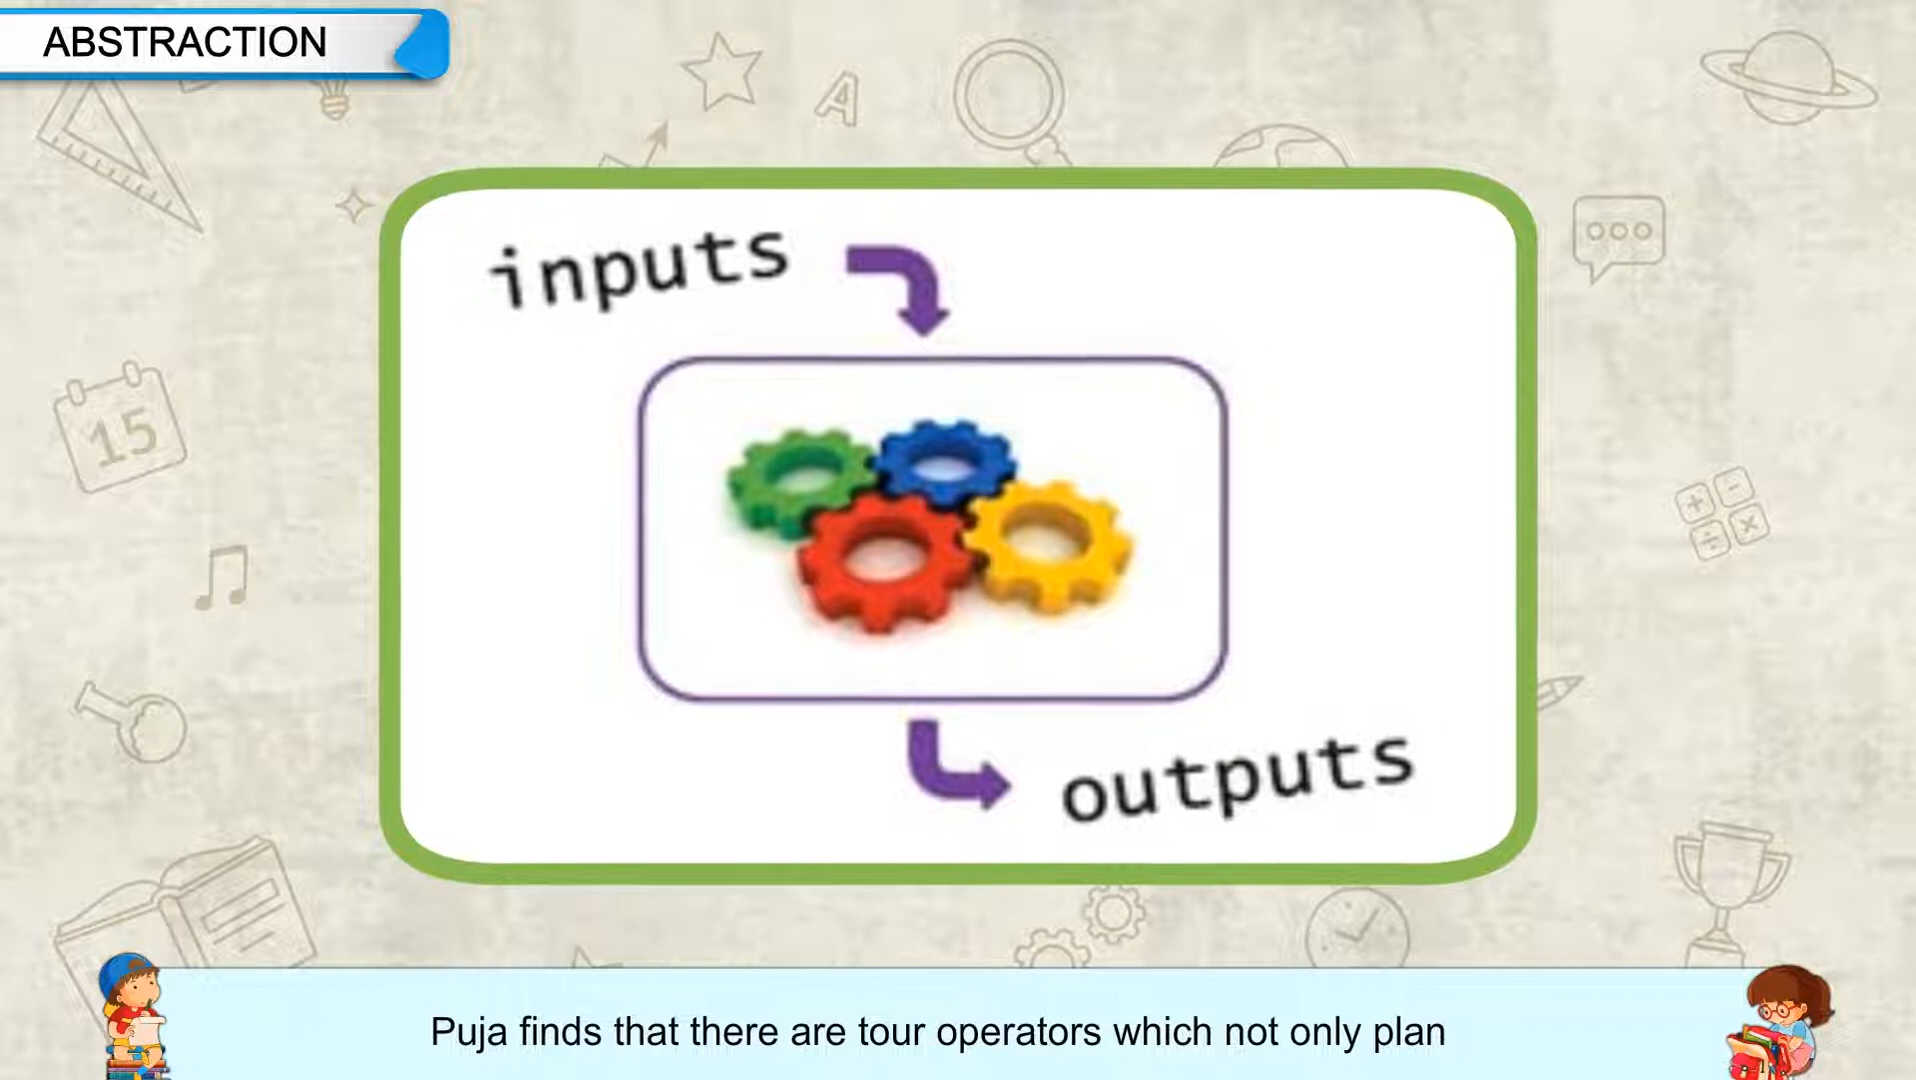 ABSTRACTION
A
inputs
15
outputs
Puja finds that there are tour operators which not only plan